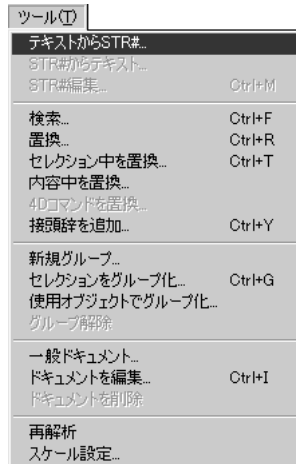 ツール(T)
テキストからSTR#...
STR#からテキスト...
STR#編集... Ctrl+M
検索... Ctrl+F
置換... Ctrl+R
セレクション中を置換... Ctrl+T
内容中を置換...
4Dコマンドを置換...
接頭辞を追加... Ctrl+Y
新規グループ...
セレクションをグループ化... Ctrl+G
使用オブジェクトでグループ化...
グループ解除
一般ドキュメント...
ドキュメントを編集... Ctrl+I
ドキュメントを削除
再解析
スケール設定...